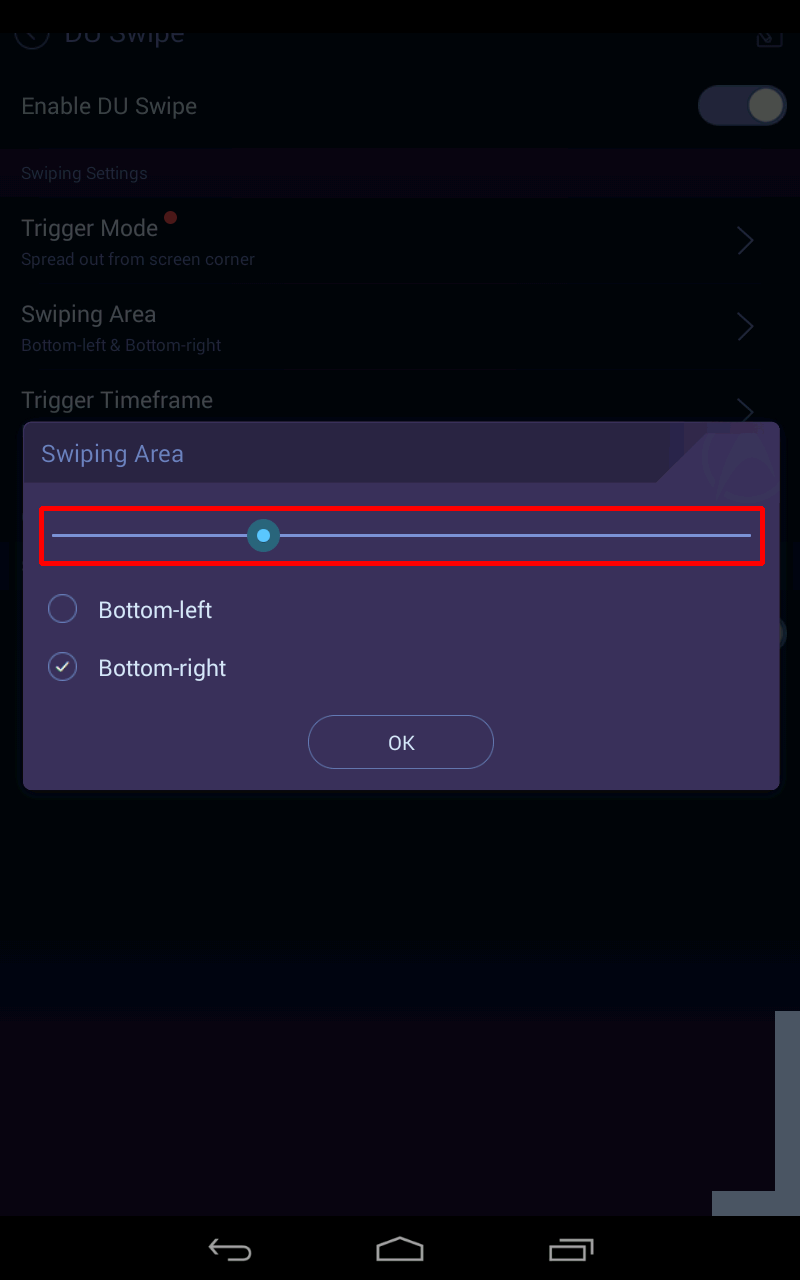 DU Swipe
Enable DU Swipe
Swiping Settings
Trigger Mode
Spread out from screen corner
Swiping Area
Bottom-left & Bottom-right
Trigger Timeframe
Swiping Area
Bottom-left
Bottom-right
OK